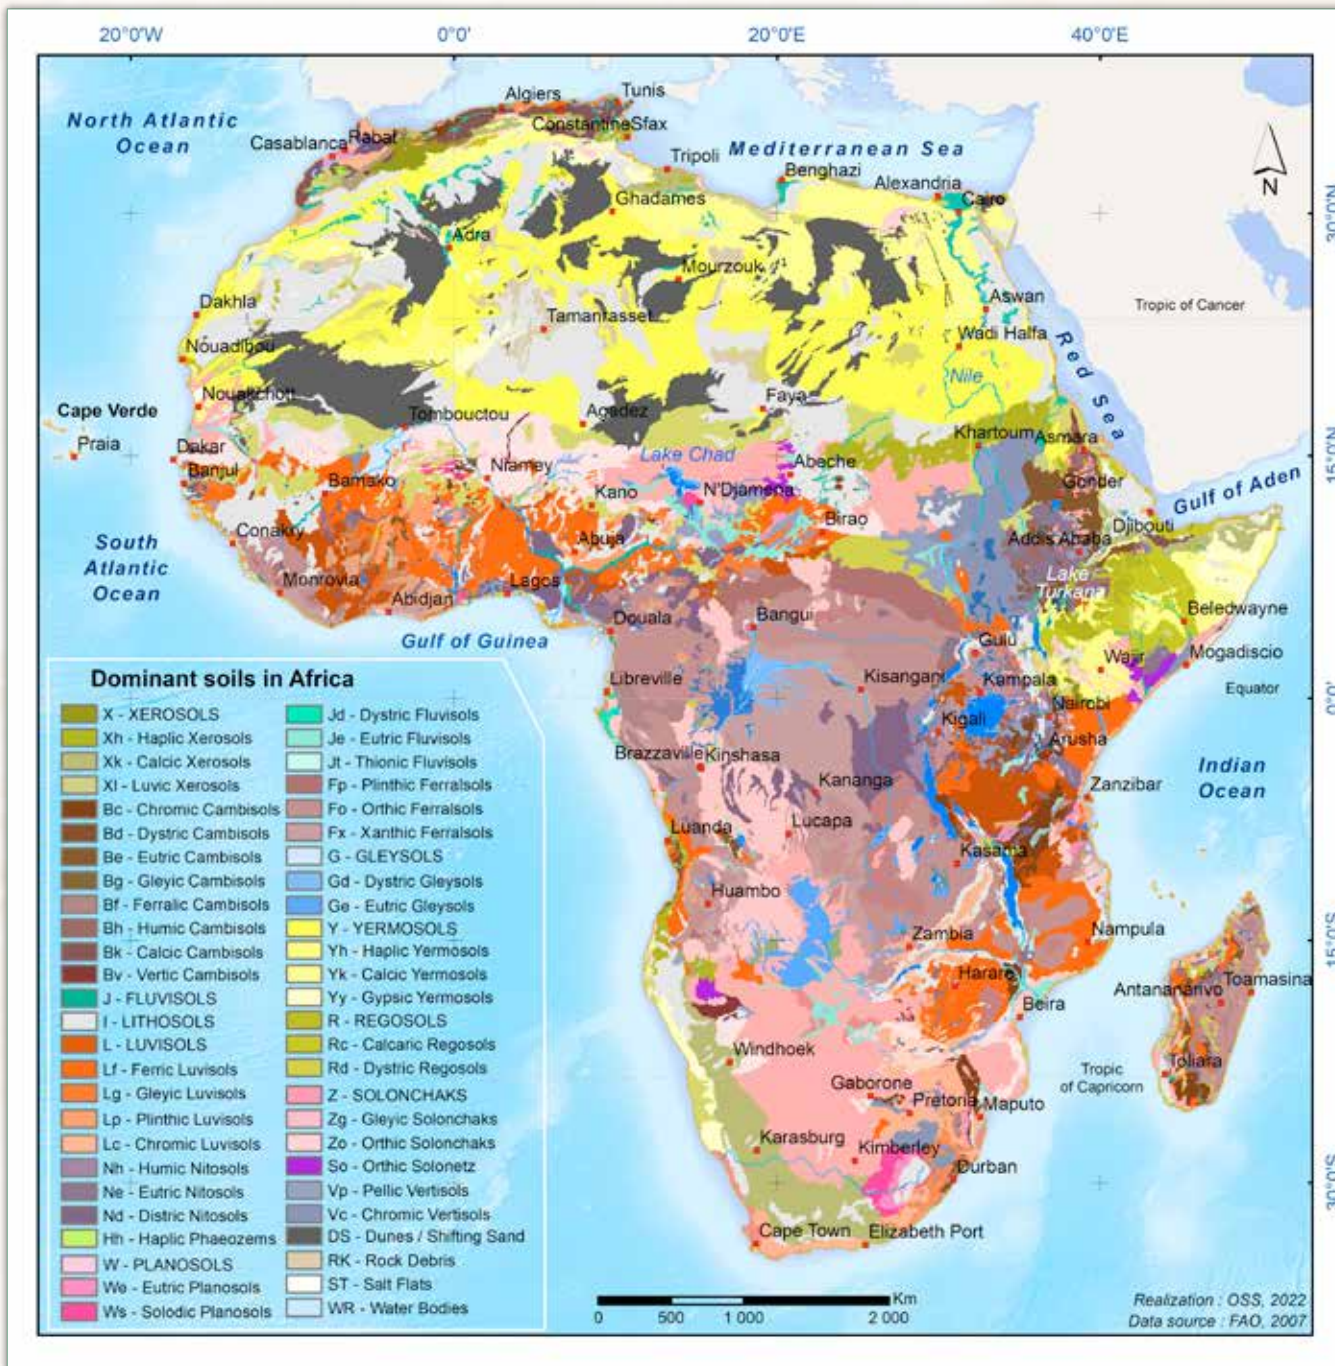 20°0'W 0°0' 20°0'E 40°0'E
North Atlantic
Ocean
Algiers
Tunis
Constantine
Sfax
Casablanca
Rabat
Mediterranean Sea
Tripoli
Benghazi
Alexandria
Cairo
N
30°0'N
Ghadames
Adra
Mourzouk
Aswan
Tropic of Cancer
Dakhla
Tamanrasset
Wadi Halfa
Red Sea
Nouadibou
Nile
Nouakchott
Faya
Cape Verde
Tombouctou
Agadez
Praia
Khartoum
Asmara
Dakar
Lake Chad
Abeche
15°0'N
Banjul
Niamey
Bamako
Kano
N'Djamena
Gonder
Gulf of Aden
Birao
Djibouti
Conakry
Abuja
Addis Ababa
South
Atlantic
Ocean
Monrovia
Lake
Turkana
Abidjan
Lagos
Beledwayne
Douala
Bangui
Gulf of Guinea
Gulu
Wajir
Mogadiscio
Libreville
Kisangani
Kampala
Equator
0°0'
Kigali
Nairobi
Arusha
Brazzaville
Kinshasa
Indian
Ocean
Kananga
Zanzibar
Luanda
Lucapa
Kasama
Huambo
Zambia
Nampula
15°0'S
Harare
Toamasina
Antananarivo
Beira
Windhoek
Toliara
Tropic
of Capricorn
Gaborone
Pretoria
Maputo
Karasburg
Kimberley
Durban
30°0'S
Cape Town
Elizabeth Port
Dominant soils in Africa
X - XEROSOLS
Xh - Haplic Xerosols
Xk - Calcic Xerosols
Xl - Luvic Xerosols
Bc - Chromic Cambisols
Bd - Dystric Cambisols
Be - Eutric Cambisols
Bg - Gleyic Cambisols
Bf - Ferralic Cambisols
Bh - Humic Cambisols
Bk - Calcic Cambisols
Bv - Vertic Cambisols
J - FLUVISOLS
I - LITHOSOLS
L - LUVISOLS
Lf - Ferric Luvisols
Lg - Gleyic Luvisols
Lp - Plinthic Luvisols
Lc - Chromic Luvisols
Nh - Humic Nitosols
Ne - Eutric Nitosols
Nd - Distric Nitosols
Hh - Haplic Phaeozems
W - PLANOSOLS
We - Eutric Planosols
Ws - Solodic Planosols
Jd - Dystric Fluvisols
Je - Eutric Fluvisols
Jt - Thionic Fluvisols
Fp - Plinthic Ferralsols
Fo - Orthic Ferralsols
Fx - Xanthic Ferralsols
G - GLEYSOLS
Gd - Dystric Gleysols
Ge - Eutric Gleysols
Y - YERMOSOLS
Yh - Haplic Yermosols
Yk - Calcic Yermosols
Yy - Gypsic Yermosols
R - REGOSOLS
Rc - Calcaric Regosols
Rd - Dystric Regosols
Z - SOLONCHAKS
Zg - Gleyic Solonchaks
Zo - Orthic Solonchaks
So - Orthic Solonetz
Vp - Pellic Vertisols
Vc - Chromic Vertisols
DS - Dunes / Shifting Sand
RK - Rock Debris
ST - Salt Flats
WR - Water Bodies
Km
0 500 1 000 2 000
Realization : OSS, 2022
Data source : FAO, 2007